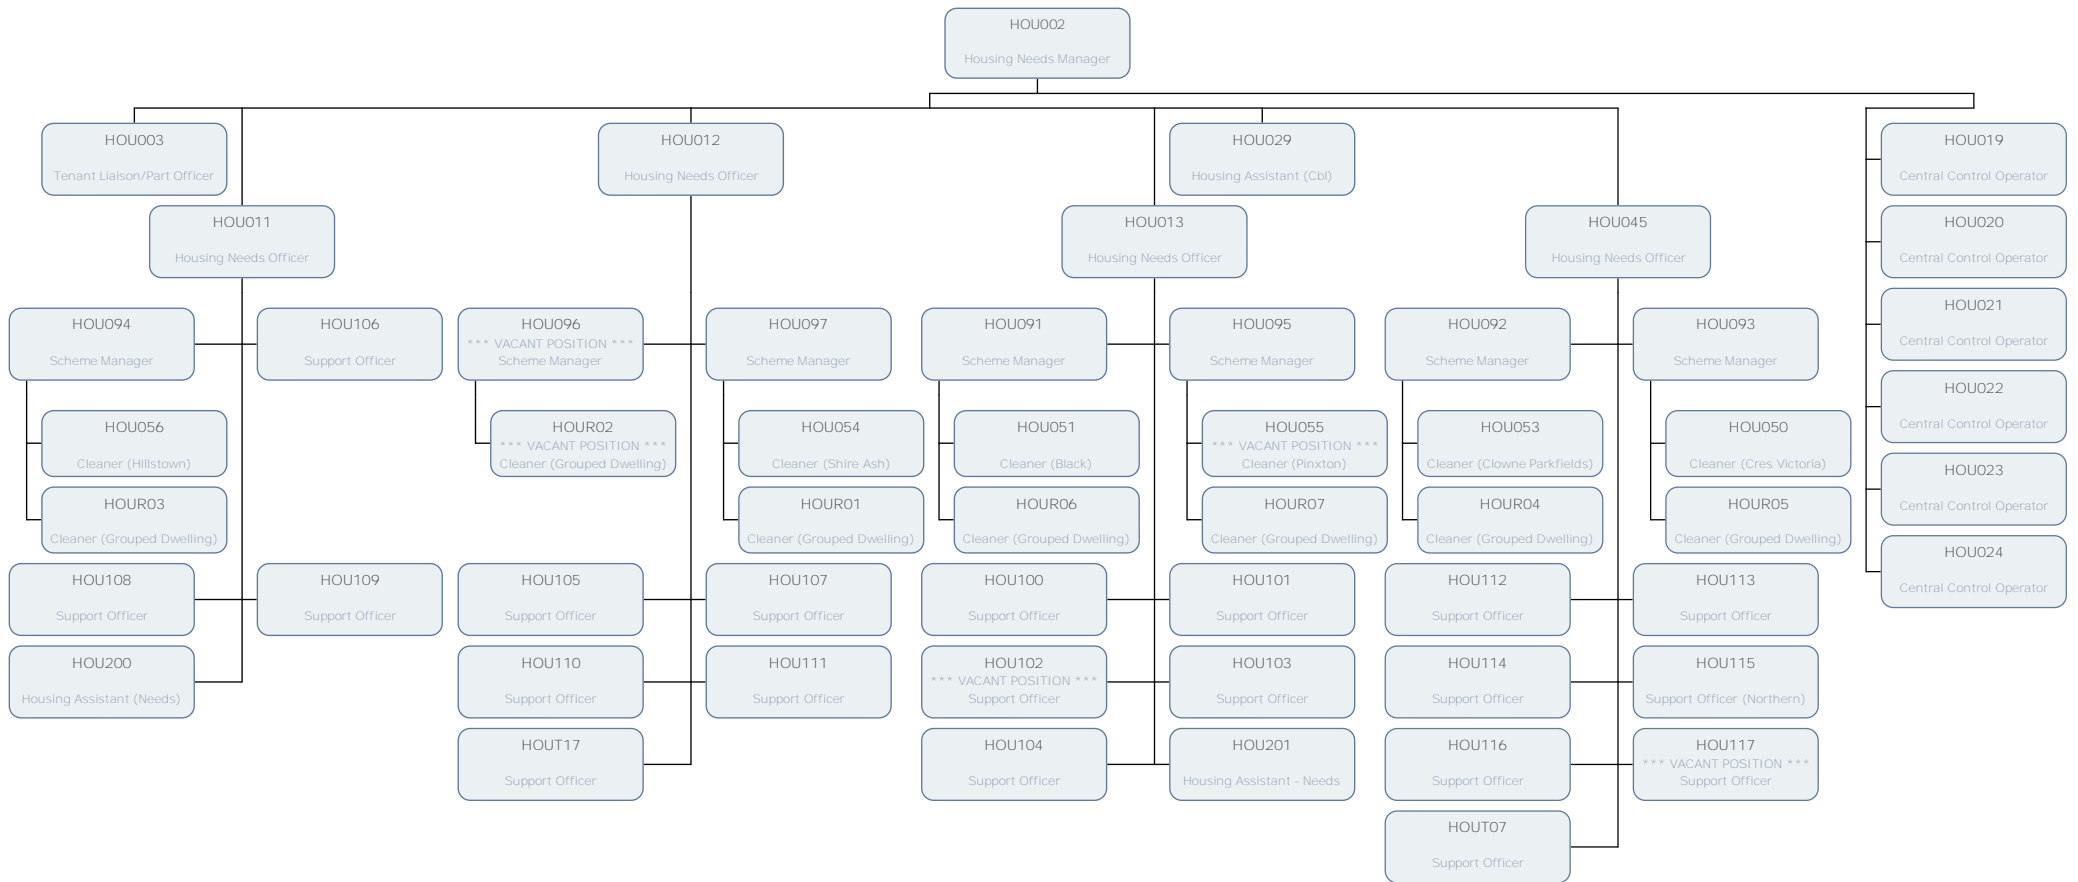 HOU002
Housing Needs Manager
HOU003
Tenant Liaison/Part Officer
HOU012
Housing Needs Officer
HOU029
Housing Assistant (Cbl)
HOU019
Central Control Operator
HOU011
Housing Needs Officer
HOU013
Housing Needs Officer
HOU045
Housing Needs Officer
HOU020
Central Control Operator
HOU021
Central Control Operator
HOU094
Scheme Manager
HOU106
Support Officer
HOU096
*** VACANT POSITION ***
Scheme Manager
HOU097
Scheme Manager
HOU091
Scheme Manager
HOU095
Scheme Manager
HOU092
Scheme Manager
HOU093
Scheme Manager
HOU022
Central Control Operator
HOU056
Cleaner (Hillstown)
HOUR02
*** VACANT POSITION ***
Cleaner (Grouped Dwelling)
HOU054
Cleaner (Shire Ash)
HOU051
Cleaner (Black)
HOU055
*** VACANT POSITION ***
Cleaner (Pinxton)
HOU053
Cleaner (Clowne Parkfields)
HOU050
Cleaner (Cres Victoria)
HOU023
Central Control Operator
HOUR03
Cleaner (Grouped Dwelling)
HOUR01
Cleaner (Grouped Dwelling)
HOUR06
Cleaner (Grouped Dwelling)
HOUR07
Cleaner (Grouped Dwelling)
HOUR04
Cleaner (Grouped Dwelling)
HOUR05
Cleaner (Grouped Dwelling)
HOU024
Central Control Operator
HOU108
Support Officer
HOU109
Support Officer
HOU105
Support Officer
HOU107
Support Officer
HOU100
Support Officer
HOU101
Support Officer
HOU112
Support Officer
HOU113
Support Officer
HOU200
Housing Assistant (Needs)
HOU110
Support Officer
HOU111
Support Officer
HOU102
*** VACANT POSITION ***
Support Officer
HOU103
Support Officer
HOU114
Support Officer
HOU115
Support Officer (Northern)
HOUT17
Support Officer
HOU104
Support Officer
HOU201
Housing Assistant - Needs
HOU116
Support Officer
HOU117
*** VACANT POSITION ***
Support Officer
HOUT07
Support Officer